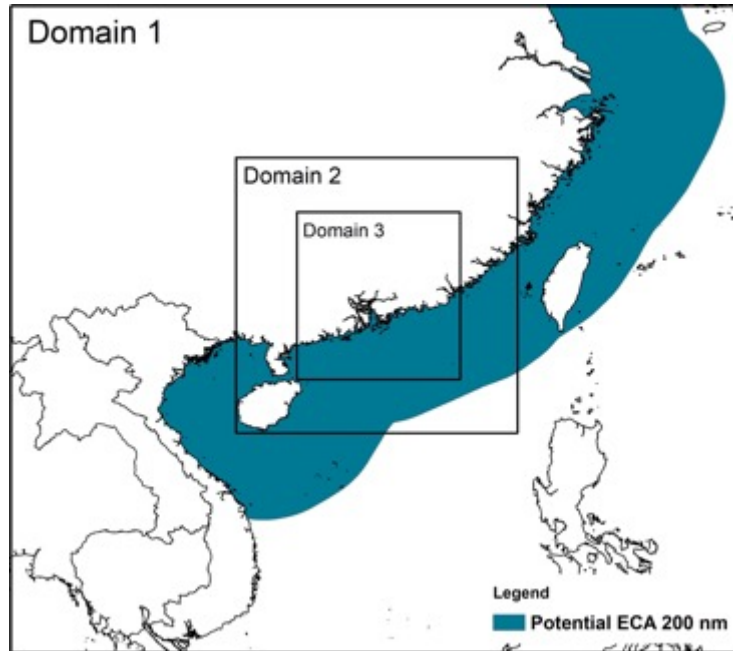 Domain 1
Domain 2
Domain 3
Legend
Potential ECA 200 nm